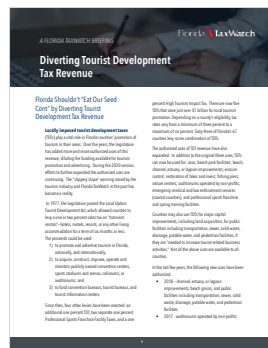 A FLORIDA TAXWATCH BRIEFING
Florida TaxWatch
Diverting Tourist Development
Tax Revenue
Florida Shouldn't "Eat Our Seed
Corn" by Diverting Tourist
Development Tax Revenue
Locally imposed tourist development taxes
(TDTs) play a vital role in Florida counties' promotion of
tourism in their areas. Over the years, the legislature
has added more and more authorized uses of this
revenue, diluting the funding available for tourism
promotion and advertising. During the 2020 session,
efforts to further expanded the authorized uses are
continuing. The "slippery slope" warning raised by the
tourism industry and Florida TaxWatch in the past has
become a reality.
In 1977, the Legislature passed the Local Option
Tourist Development Act, which allowed counties to
levy a one or two percent sales tax on "transient
rentals"—hotels, motels, resorts, or any other living
accommodation for a term of six months or less.
The proceeds could be used:
1) to promote and advertise tourism in Florida,
nationally, and internationally;
2) to acquire, construct, improve, operate and
maintain publicly owned convention centers,
sports stadiums and arenas, coliseums, or
auditoriums; and
3) to fund convention bureaus, tourist bureaus, and
tourist information centers.
Since then, four other levies have been enacted: an
additional one percent TDT, two separate one percent
Professional Sports Franchise Facility Taxes, and a one
percent High Tourism Impact Tax. There are now five
TDTs that raise just over $1 billion for local tourism
promotion. Depending on a county's eligibility, tax
rates vary from a minimum of three percent to a
maximum of six percent. Sixty-three of Florida's 67
counties levy some combination of TDTs.
The authorized uses of TDT revenue have also
expanded. In addition to the original three uses, TDTs
can now be used for: zoos; beach park facilities; beach,
channel, estuary, or lagoon improvements; erosion
control; restoration of lakes and rivers; fishing piers;
nature centers; auditoriums operated by non-profits;
emergency medical and law enforcement services
(coastal counties); and professional sports franchise
and spring training facilities.
Counties may also use TDTs for major capital
improvements, including land acquisition, for public
facilities including transportation, sewer, solid waste,
drainage, potable water, and pedestrian facilities, if
they are "needed to increase tourist-related business
activities." Not all the above uses are available to all
counties.
In the last few years, the following new uses have been
authorized:
• 2018 – channel, estuary, or lagoon
improvements, beach groins, and public
facilities including transportation, sewer, solid
waste, drainage, potable water, and pedestrian
facilities.
• 2017 – auditoriums operated by non-profits